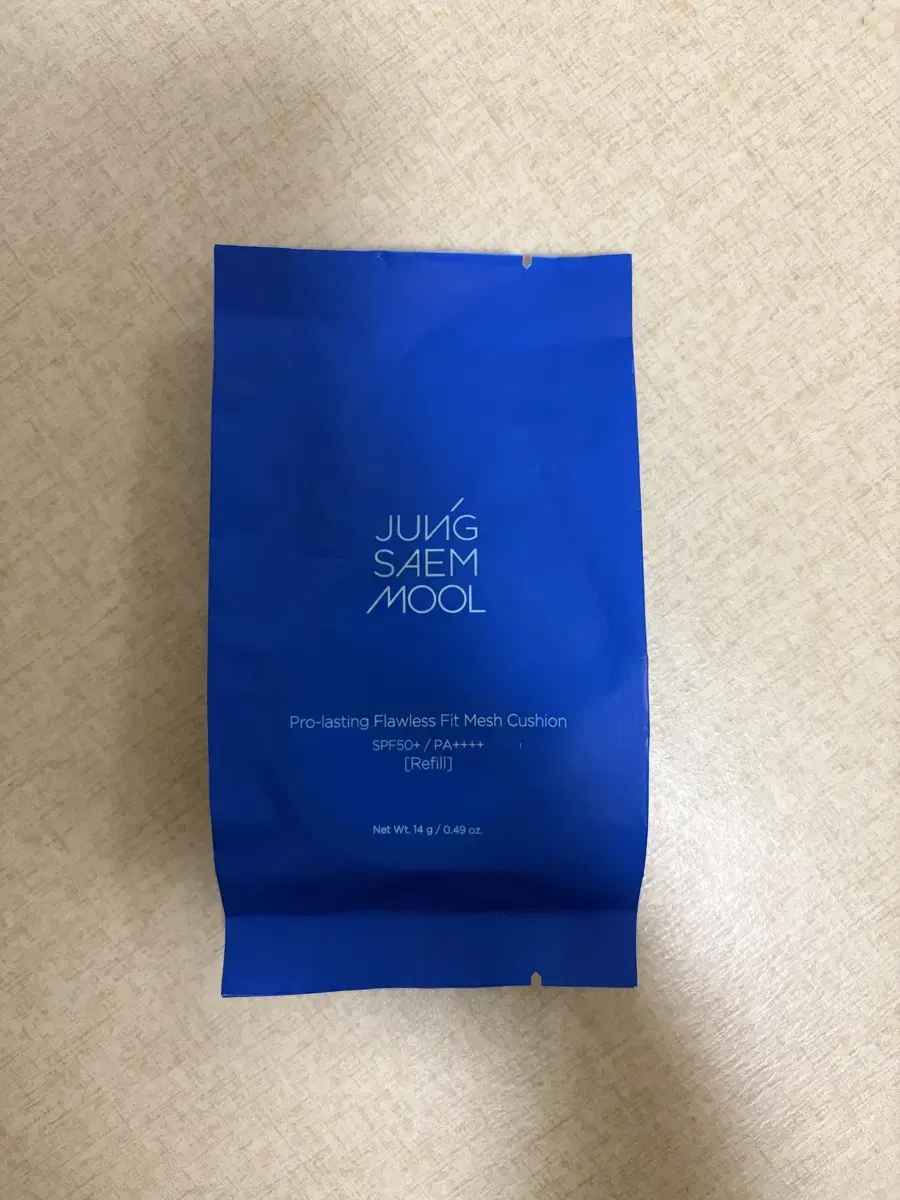 JUNG
SAEM
MOOL
Pro-lasting Flawless Fit Mesh Cushion
SPF50+ / PA++++
[Refill]
Net Wt. 14 g / 0.49 oz.